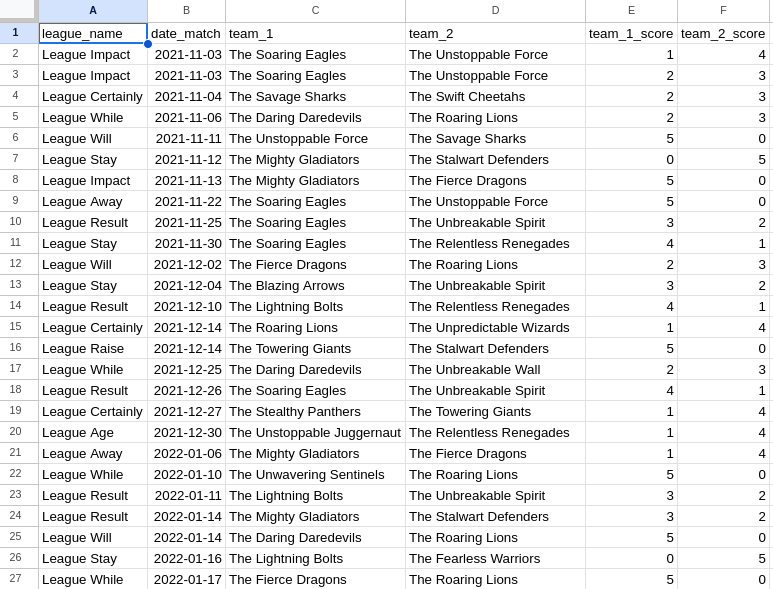 A B C D E F
1 league_name date_match team_1 team_2 team_1_score team_2_score
2 League Impact 2021-11-03 The Soaring Eagles The Unstoppable Force 1 4
3 League Impact 2021-11-03 The Soaring Eagles The Unstoppable Force 2 3
4 League Certainly 2021-11-04 The Savage Sharks The Swift Cheetahs 2 3
5 League While 2021-11-06 The Daring Daredevils The Roaring Lions 2 3
6 League Will 2021-11-11 The Unstoppable Force The Savage Sharks 5 0
7 League Stay 2021-11-12 The Mighty Gladiators The Stalwart Defenders 0 5
8 League Impact 2021-11-13 The Mighty Gladiators The Fierce Dragons 5 0
9 League Away 2021-11-22 The Soaring Eagles The Unstoppable Force 5 0
10 League Result 2021-11-25 The Soaring Eagles The Unbreakable Spirit 3 2
11 League Stay 2021-11-30 The Soaring Eagles The Relentless Renegades 4 1
12 League Will 2021-12-02 The Fierce Dragons The Roaring Lions 2 3
13 League Stay 2021-12-04 The Blazing Arrows The Unbreakable Spirit 3 2
14 League Result 2021-12-10 The Lightning Bolts The Relentless Renegades 4 1
15 League Certainly 2021-12-14 The Roaring Lions The Unpredictable Wizards 1 4
16 League Raise 2021-12-14 The Towering Giants The Stalwart Defenders 5 0
17 League While 2021-12-25 The Daring Daredevils The Unbreakable Wall 2 3
18 League Result 2021-12-26 The Soaring Eagles The Unbreakable Spirit 4 1
19 League Certainly 2021-12-27 The Stealthy Panthers The Towering Giants 1 4
20 League Age 2021-12-30 The Unstoppable Juggernaut The Relentless Renegades 1 4
21 League Away 2022-01-06 The Mighty Gladiators The Fierce Dragons 1 4
22 League While 2022-01-10 The Unwavering Sentinels The Roaring Lions 5 0
23 League Result 2022-01-11 The Lightning Bolts The Unbreakable Spirit 3 2
24 League Result 2022-01-14 The Mighty Gladiators The Stalwart Defenders 3 2
25 League Will 2022-01-14 The Daring Daredevils The Roaring Lions 5 0
26 League Stay 2022-01-16 The Lightning Bolts The Fearless Warriors 0 5
27 League While 2022-01-17 The Fierce Dragons The Roaring Lions 5 0